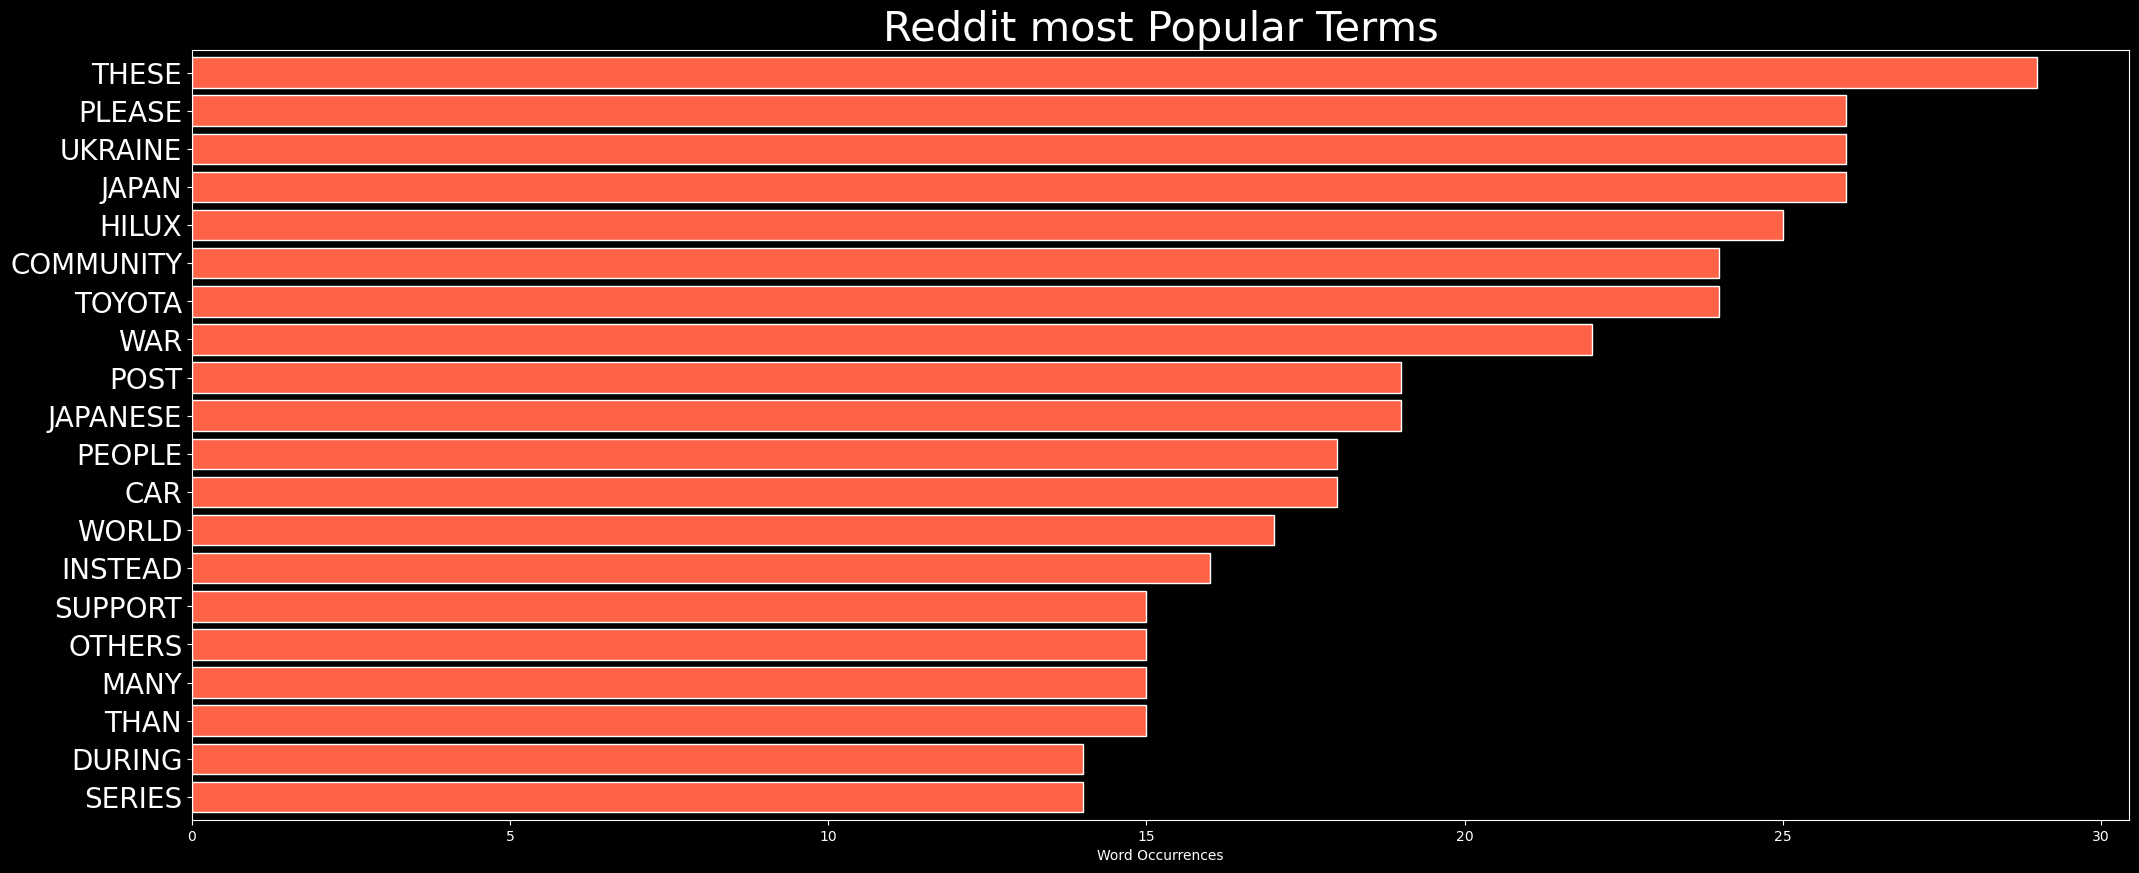 Reddit most Popular Terms
THESE
PLEASE
UKRAINE
JAPAN
HILUX
COMMUNITY
TOYOTA
WAR
POST
JAPANESE
PEOPLE
CAR
WORLD
INSTEAD
SUPPORT
OTHERS
MANY
THAN
DURING
SERIES
0 5 10 15 20 25 30
Word Occurrences